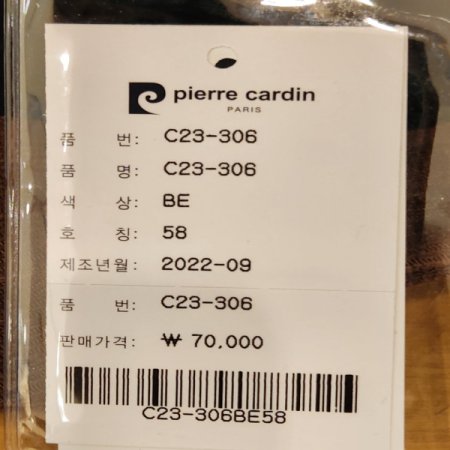 pierre cardin
PARIS
품 번: C23-306
품 명: C23-306
색 상: BE
호 칭: 58
제조년월: 2022-09
품 번: C23-306
판매가격: ₩ 70,000
C23-306BE58